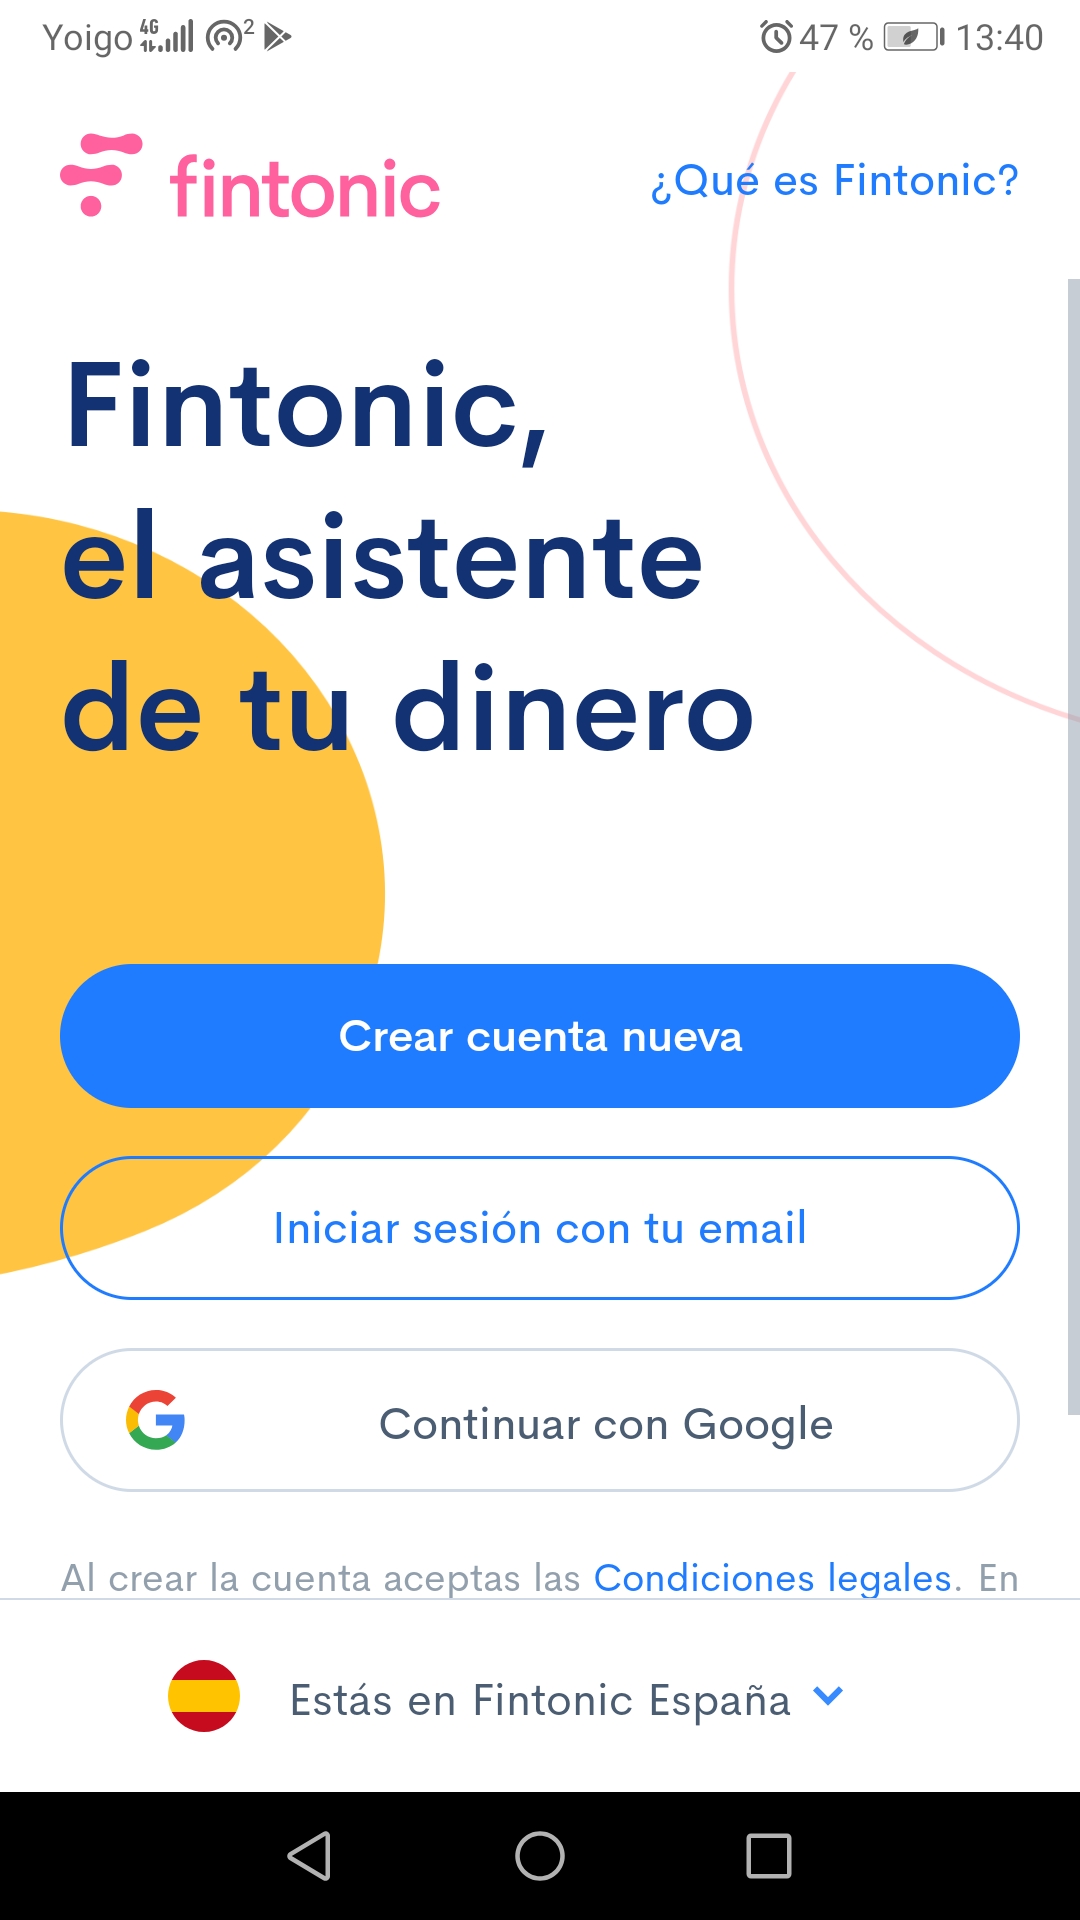 Yoigo 4G 2 47 % 13:40
fintonic
¿Qué es Fintonic?
Fintonic,
el asistente
de tu dinero
Crear cuenta nueva
Iniciar sesión con tu email
Continuar con Google
Al crear la cuenta aceptas las Condiciones legales. En
Estás en Fintonic España